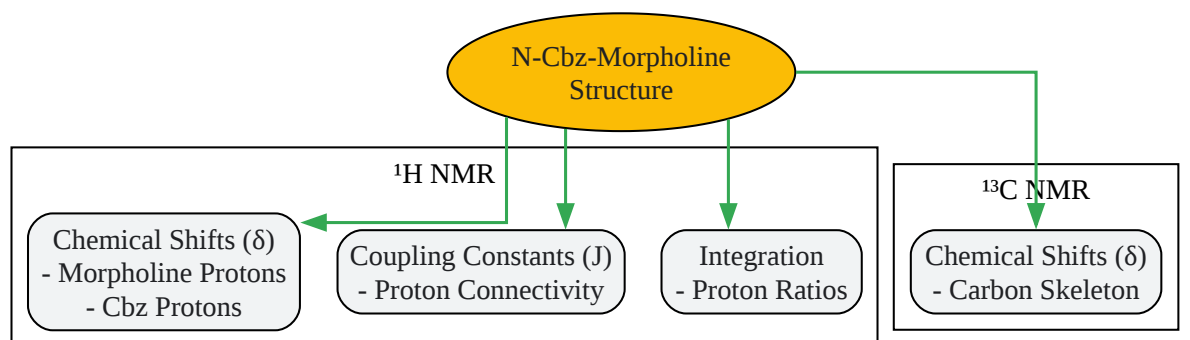 N-Cbz-Morpholine
Structure
¹H NMR
Chemical Shifts (δ)
- Morpholine Protons
- Cbz Protons
Coupling Constants (J)
- Proton Connectivity
Integration
- Proton Ratios
¹³C NMR
Chemical Shifts (δ)
- Carbon Skeleton